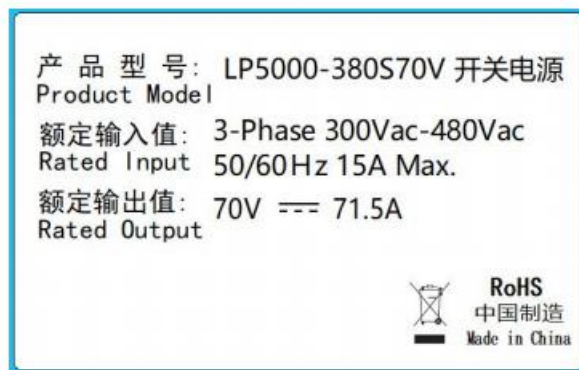 产 品 型 号: LP5000-380S70V 开关电源
Product Model
额定输入值: 3-Phase 300Vac-480Vac
Rated Input 50/60Hz 15A Max.
额定输出值: 70V ⎓ 71.5A
Rated Output
RoHS
中国制造
Made in China